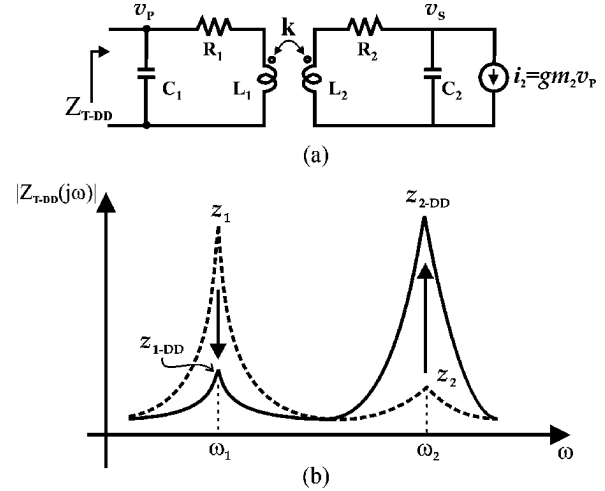 v_P v_S
R_1 k R_2
C_1 L_1 L_2 C_2 i_2=gm_2v_P
Z_T-DD
(a)
|Z_T-DD(jω)|
z_1 z_2-DD
z_1-DD z_2
ω_1 ω_2 ω
(b)